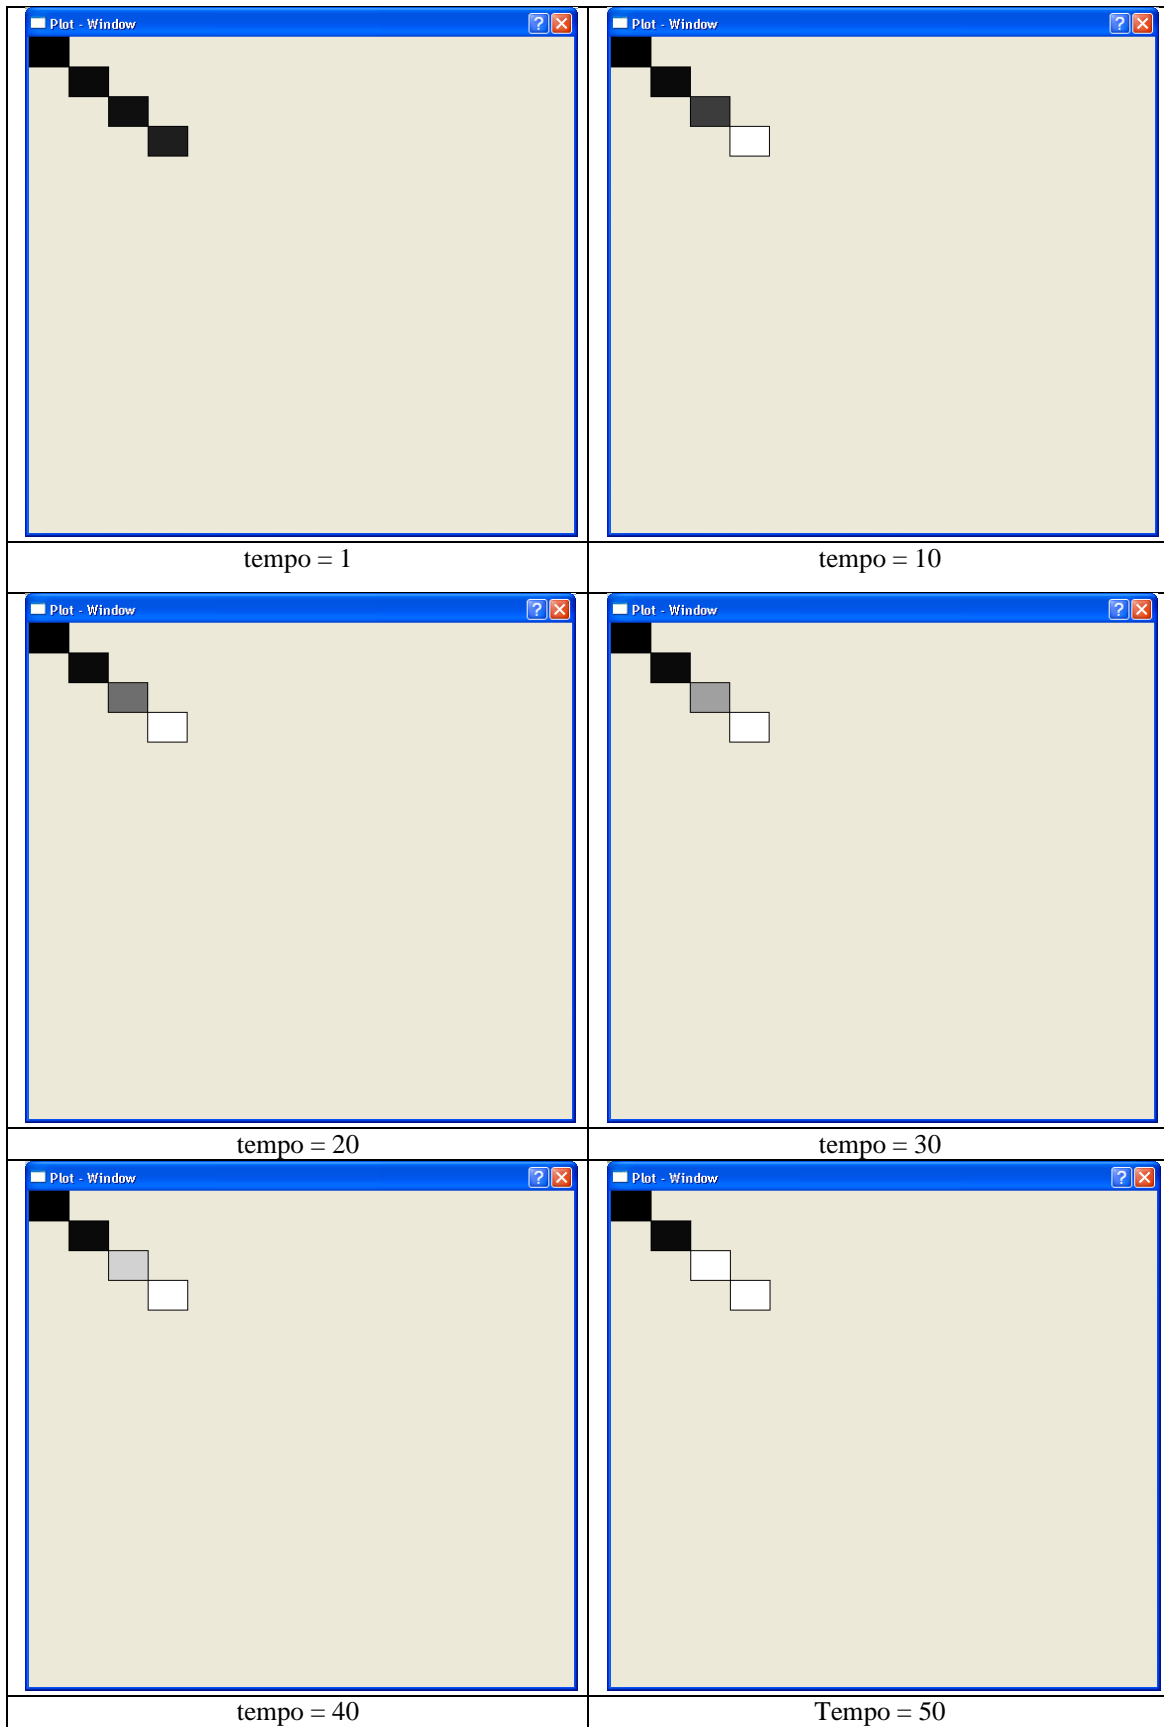 Plot - Window
Plot - Window
tempo = 1
tempo = 10
Plot - Window
Plot - Window
tempo = 20
tempo = 30
Plot - Window
Plot - Window
tempo = 40
Tempo = 50